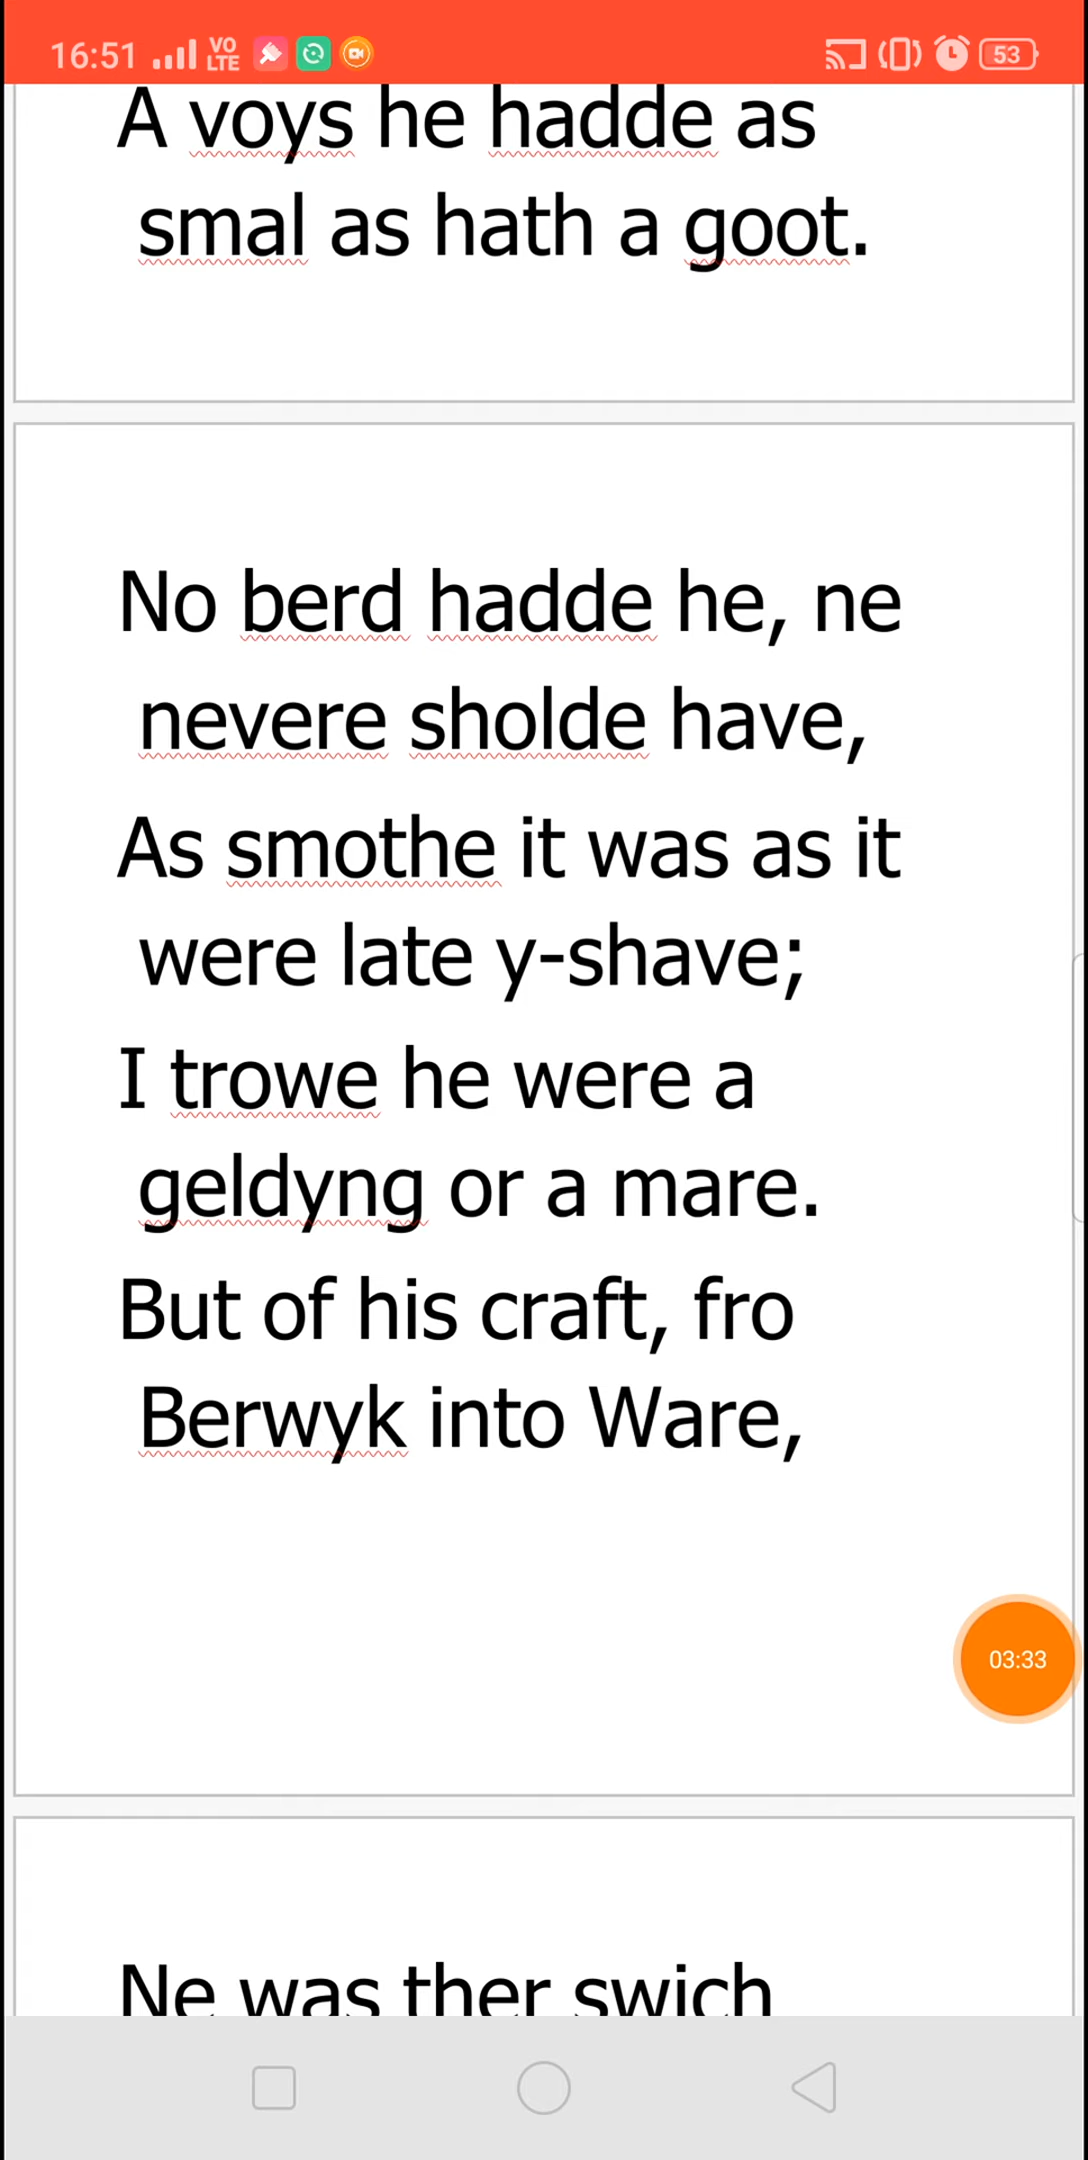 16:51 VO LTE 53
A voys he hadde as
smal as hath a goot.
No berd hadde he, ne
nevere sholde have,
As smothe it was as it
were late y-shave;
I trowe he were a
geldyng or a mare.
But of his craft, fro
Berwyk into Ware,
03:33
Ne was ther swich